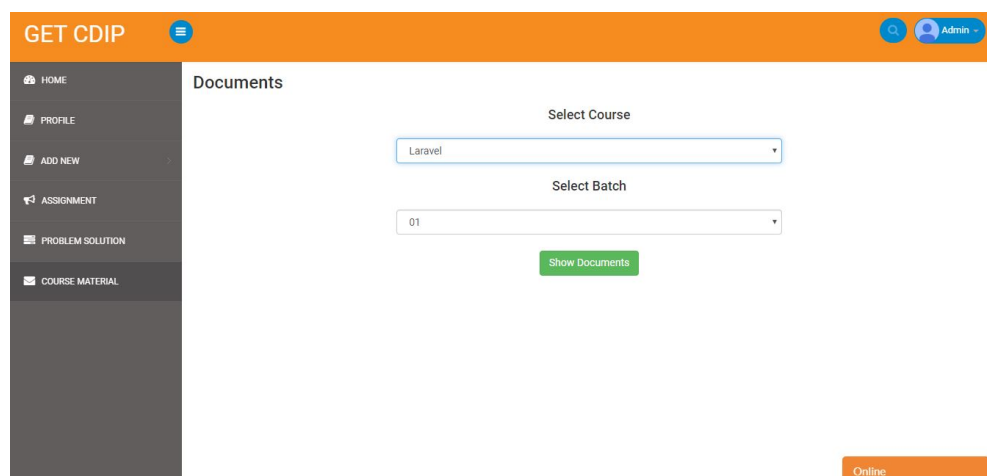 GET CDIP
Admin
HOME
PROFILE
ADD NEW
ASSIGNMENT
PROBLEM SOLUTION
COURSE MATERIAL
Documents
Select Course
Laravel
Select Batch
01
Show Documents
Online